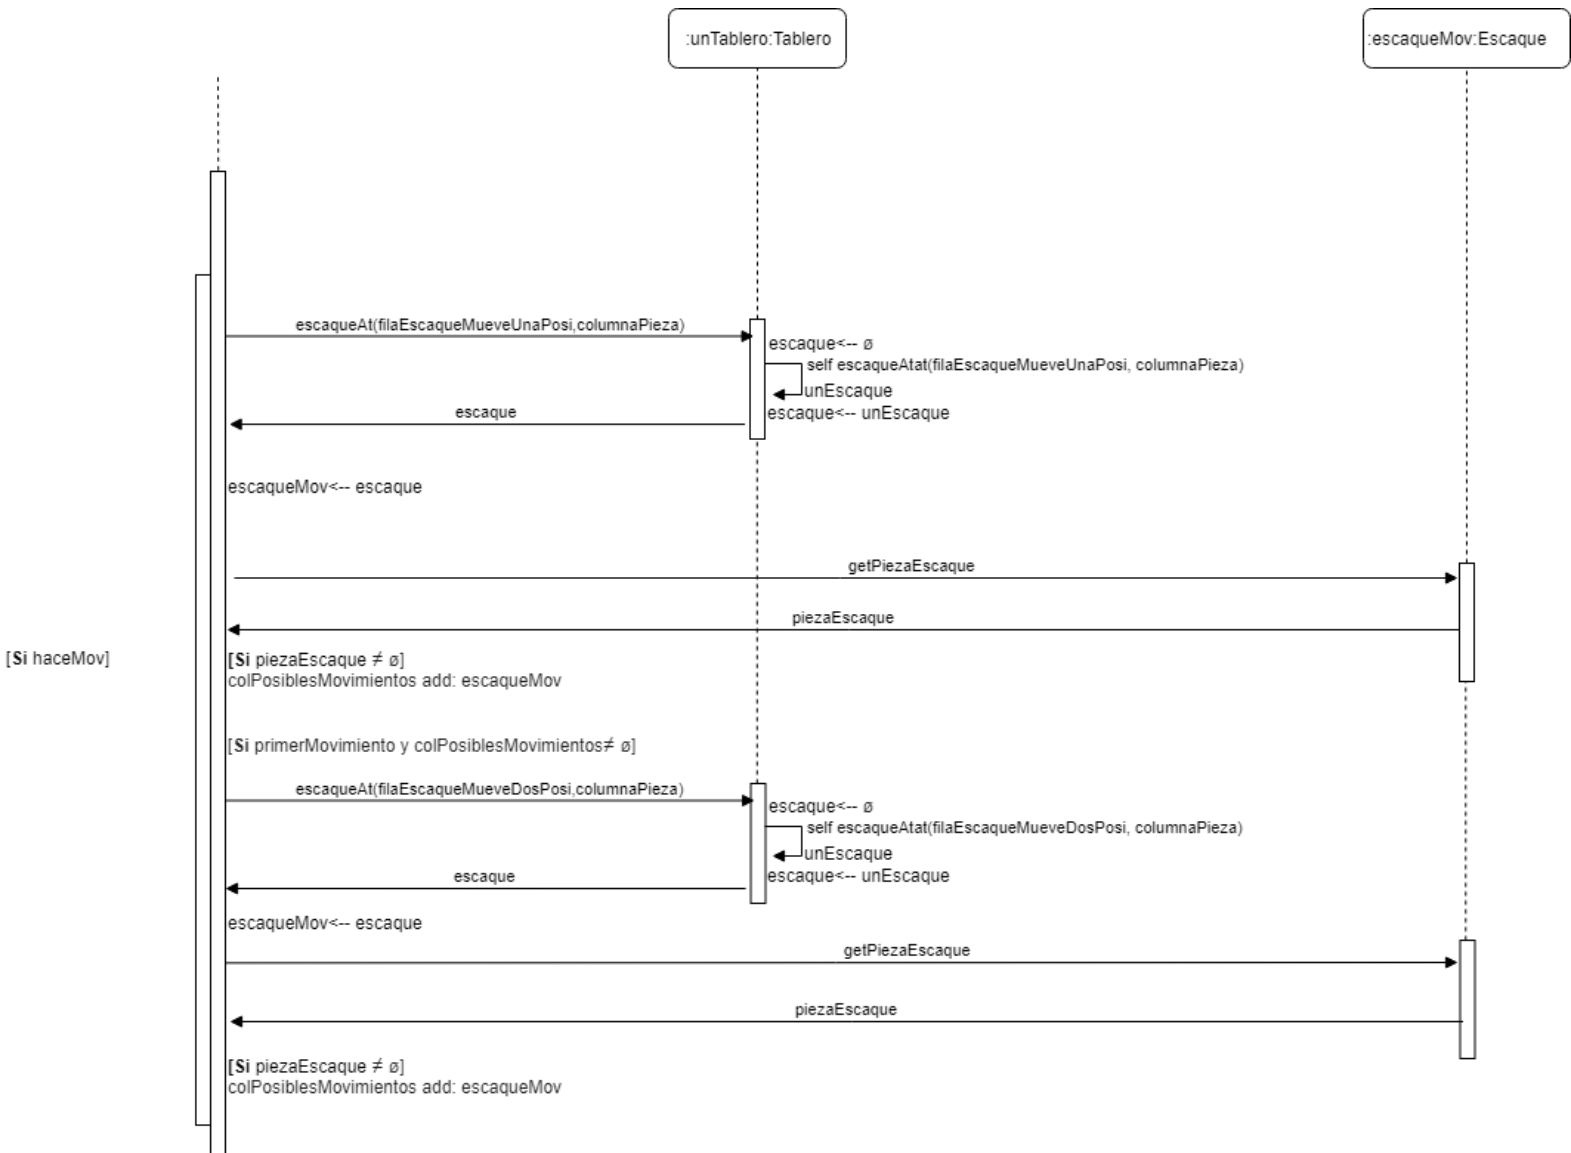 :unTablero:Tablero
:escaqueMov:Escaque
escaqueAt(filaEscaqueMueveUnaPosi,columnaPieza)
escaque<-- ø
self escaqueAtat(filaEscaqueMueveUnaPosi, columnaPieza)
unEscaque
escaque
escaque<-- unEscaque
escaqueMov<-- escaque
getPiezaEscaque
piezaEscaque
[Si haceMov]
[Si piezaEscaque ≠ ø]
colPosiblesMovimientos add: escaqueMov
[Si primerMovimiento y colPosiblesMovimientos≠ ø]
escaqueAt(filaEscaqueMueveDosPosi,columnaPieza)
escaque<-- ø
self escaqueAtat(filaEscaqueMueveDosPosi, columnaPieza)
unEscaque
escaque
escaque<-- unEscaque
escaqueMov<-- escaque
getPiezaEscaque
piezaEscaque
[Si piezaEscaque ≠ ø]
colPosiblesMovimientos add: escaqueMov